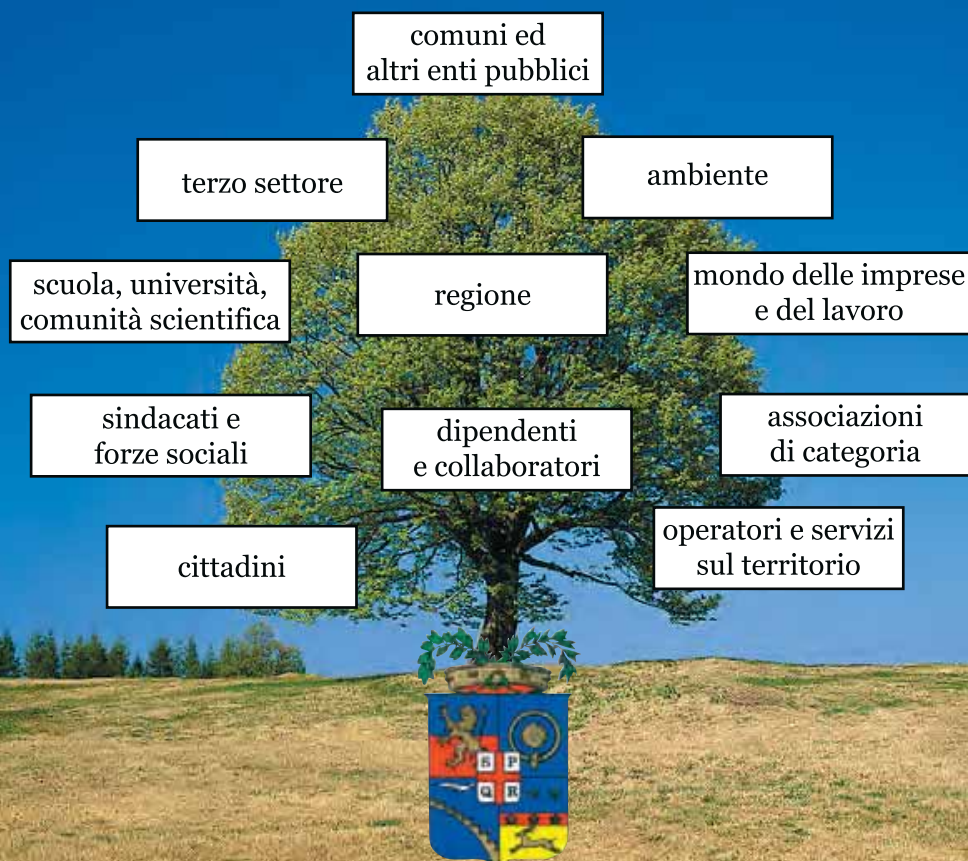 comuni ed
altri enti pubblici
terzo settore
ambiente
scuola, università,
comunità scientifica
regione
mondo delle imprese
e del lavoro
sindacati e
forze sociali
dipendenti
e collaboratori
associazioni
di categoria
cittadini
operatori e servizi
sul territorio
S P
Q R